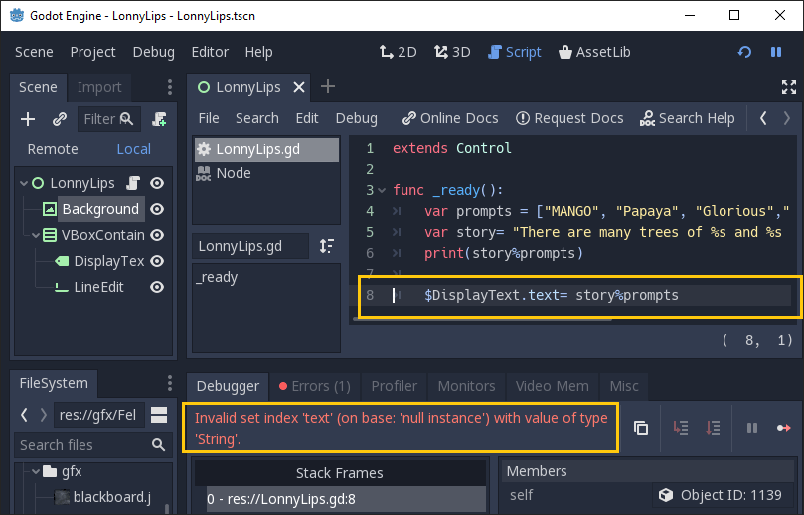 Godot Engine - LonnyLips - LonnyLips.tscn
Scene Project Debug Editor Help
2D 3D Script AssetLib
Scene Import
Filter
Remote Local
LonnyLips
Background
VBoxContain
DisplayTex
LineEdit
FileSystem
res://gfx/Fel
Search files
gfx
blackboard.j
LonnyLips
File Search Edit Debug Online Docs Request Docs Search Help
LonnyLips.gd
DOC Node
LonnyLips.gd
_ready
1 extends Control
2
3 func _ready():
4 var prompts = ["MANGO", "Papaya", "Glorious","
5 var story= "There are many trees of %s and %s
6 print(story%prompts)
7
8 $DisplayText.text= story%prompts
( 8, 1)
Debugger Errors (1) Profiler Monitors Video Mem Misc
Invalid set index 'text' (on base: 'null instance') with value of type
'String'.
Stack Frames
0 - res://LonnyLips.gd:8
Members
self Object ID: 1139